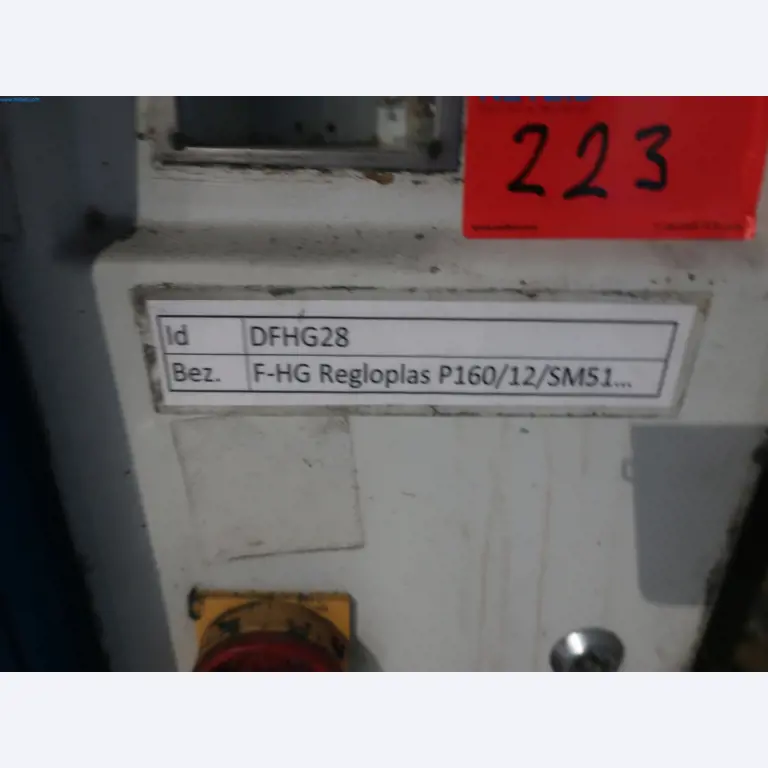 223
Id DFHG28
Bez. F-HG Regloplas P160/12/SM51...